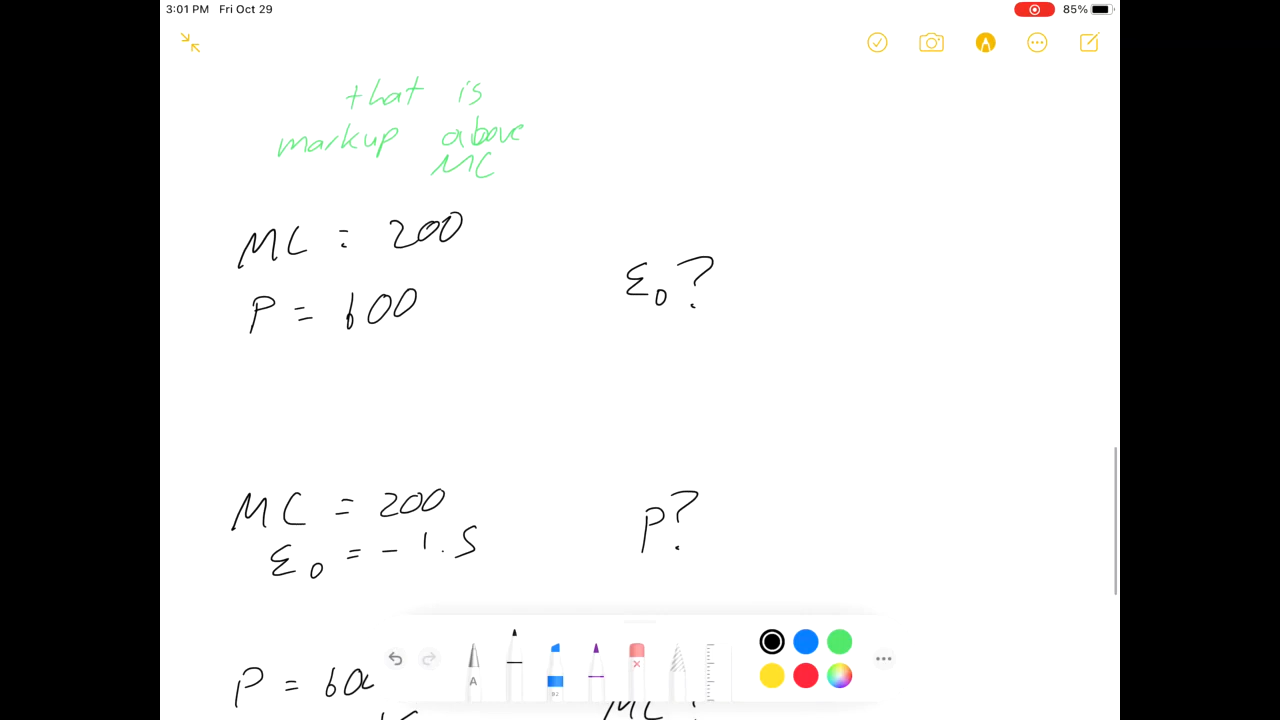 3:01 PM Fri Oct 29
85%
that is
markup above
MC
MC = 200
P = 600
ε0?
MC = 200
ε0 = - 1.5
P?
P = 60
MC
A